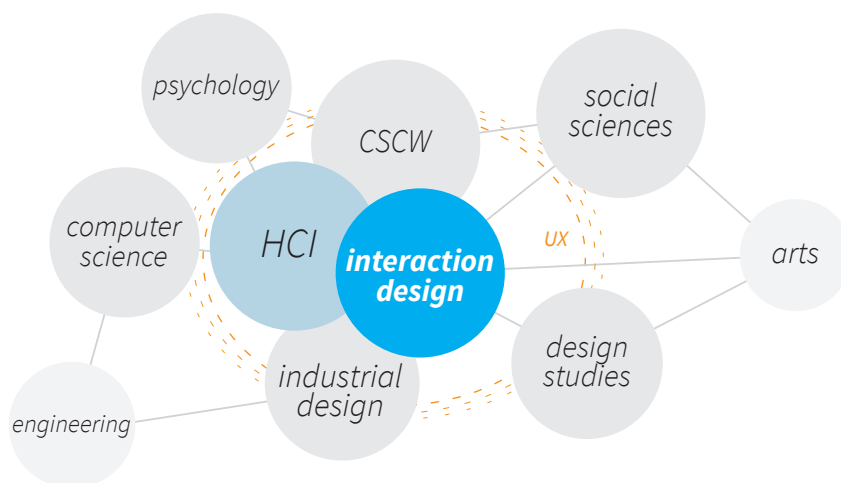 psychology
social
sciences
CSCW
computer
science
HCI
UX
interaction
design
arts
design
studies
industrial
design
engineering